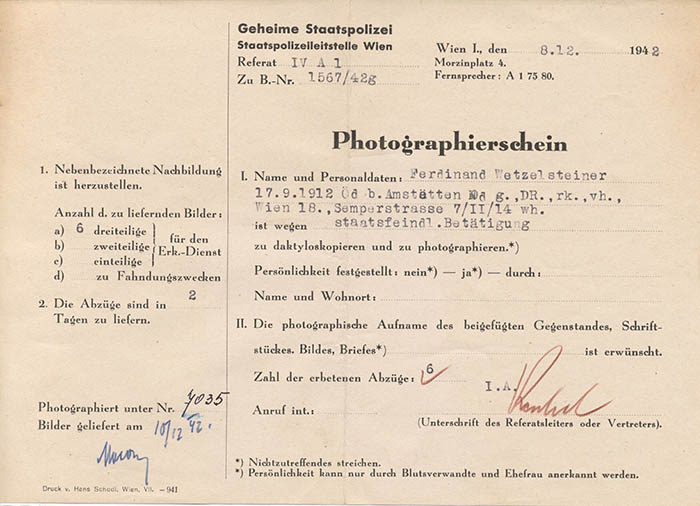 Geheime Staatspolizei
Staatspolizeileitstelle Wien
Referat IV A 1
Zu B.-Nr. 1567/42g
Wien I., den 8.12. 1942
Morzinplatz 4.
Fernsprecher: A 1 75 80.
Photographierschein
1. Nebenbezeichnete Nachbildung
ist herzustellen.
Anzahl d. zu liefernden Bilder:
a) 6 dreiteilige
b) zweiteilige
c) einteilige
für den
Erk.-Dienst
d) zu Fahndungszwecken
2. Die Abzüge sind in 2
Tagen zu liefern.
Photographiert unter Nr. 7035
Bilder geliefert am 10/12 42.
I. Name und Personaldaten: Ferdinand Wetzelsteiner
17.9.1912 Öd b.Amstätten Nd g.,DR.,rk.,vh.,
Wien 18.,Semperstrasse 7/II/14 wh.
ist wegen staatsfeindl.Betätigung
zu daktyloskopieren und zu photographieren.*)
Persönlichkeit festgestellt: nein*) — ja*) — durch:
Name und Wohnort:
II. Die photographische Aufname des beigefügten Gegenstandes, Schrift-
stückes. Bildes, Briefes*) ist erwünscht.
Zahl der erbetenen Abzüge: 6
I.A.
Anruf int.:
(Unterschrift des Referatsleiters oder Vertreters).
*) Nichtzutreffendes streichen.
*) Persönlichkeit kann nur durch Blutsverwandte und Ehefrau anerkannt werden.
Druck v. Hans Schodl, Wien, VII. — 941